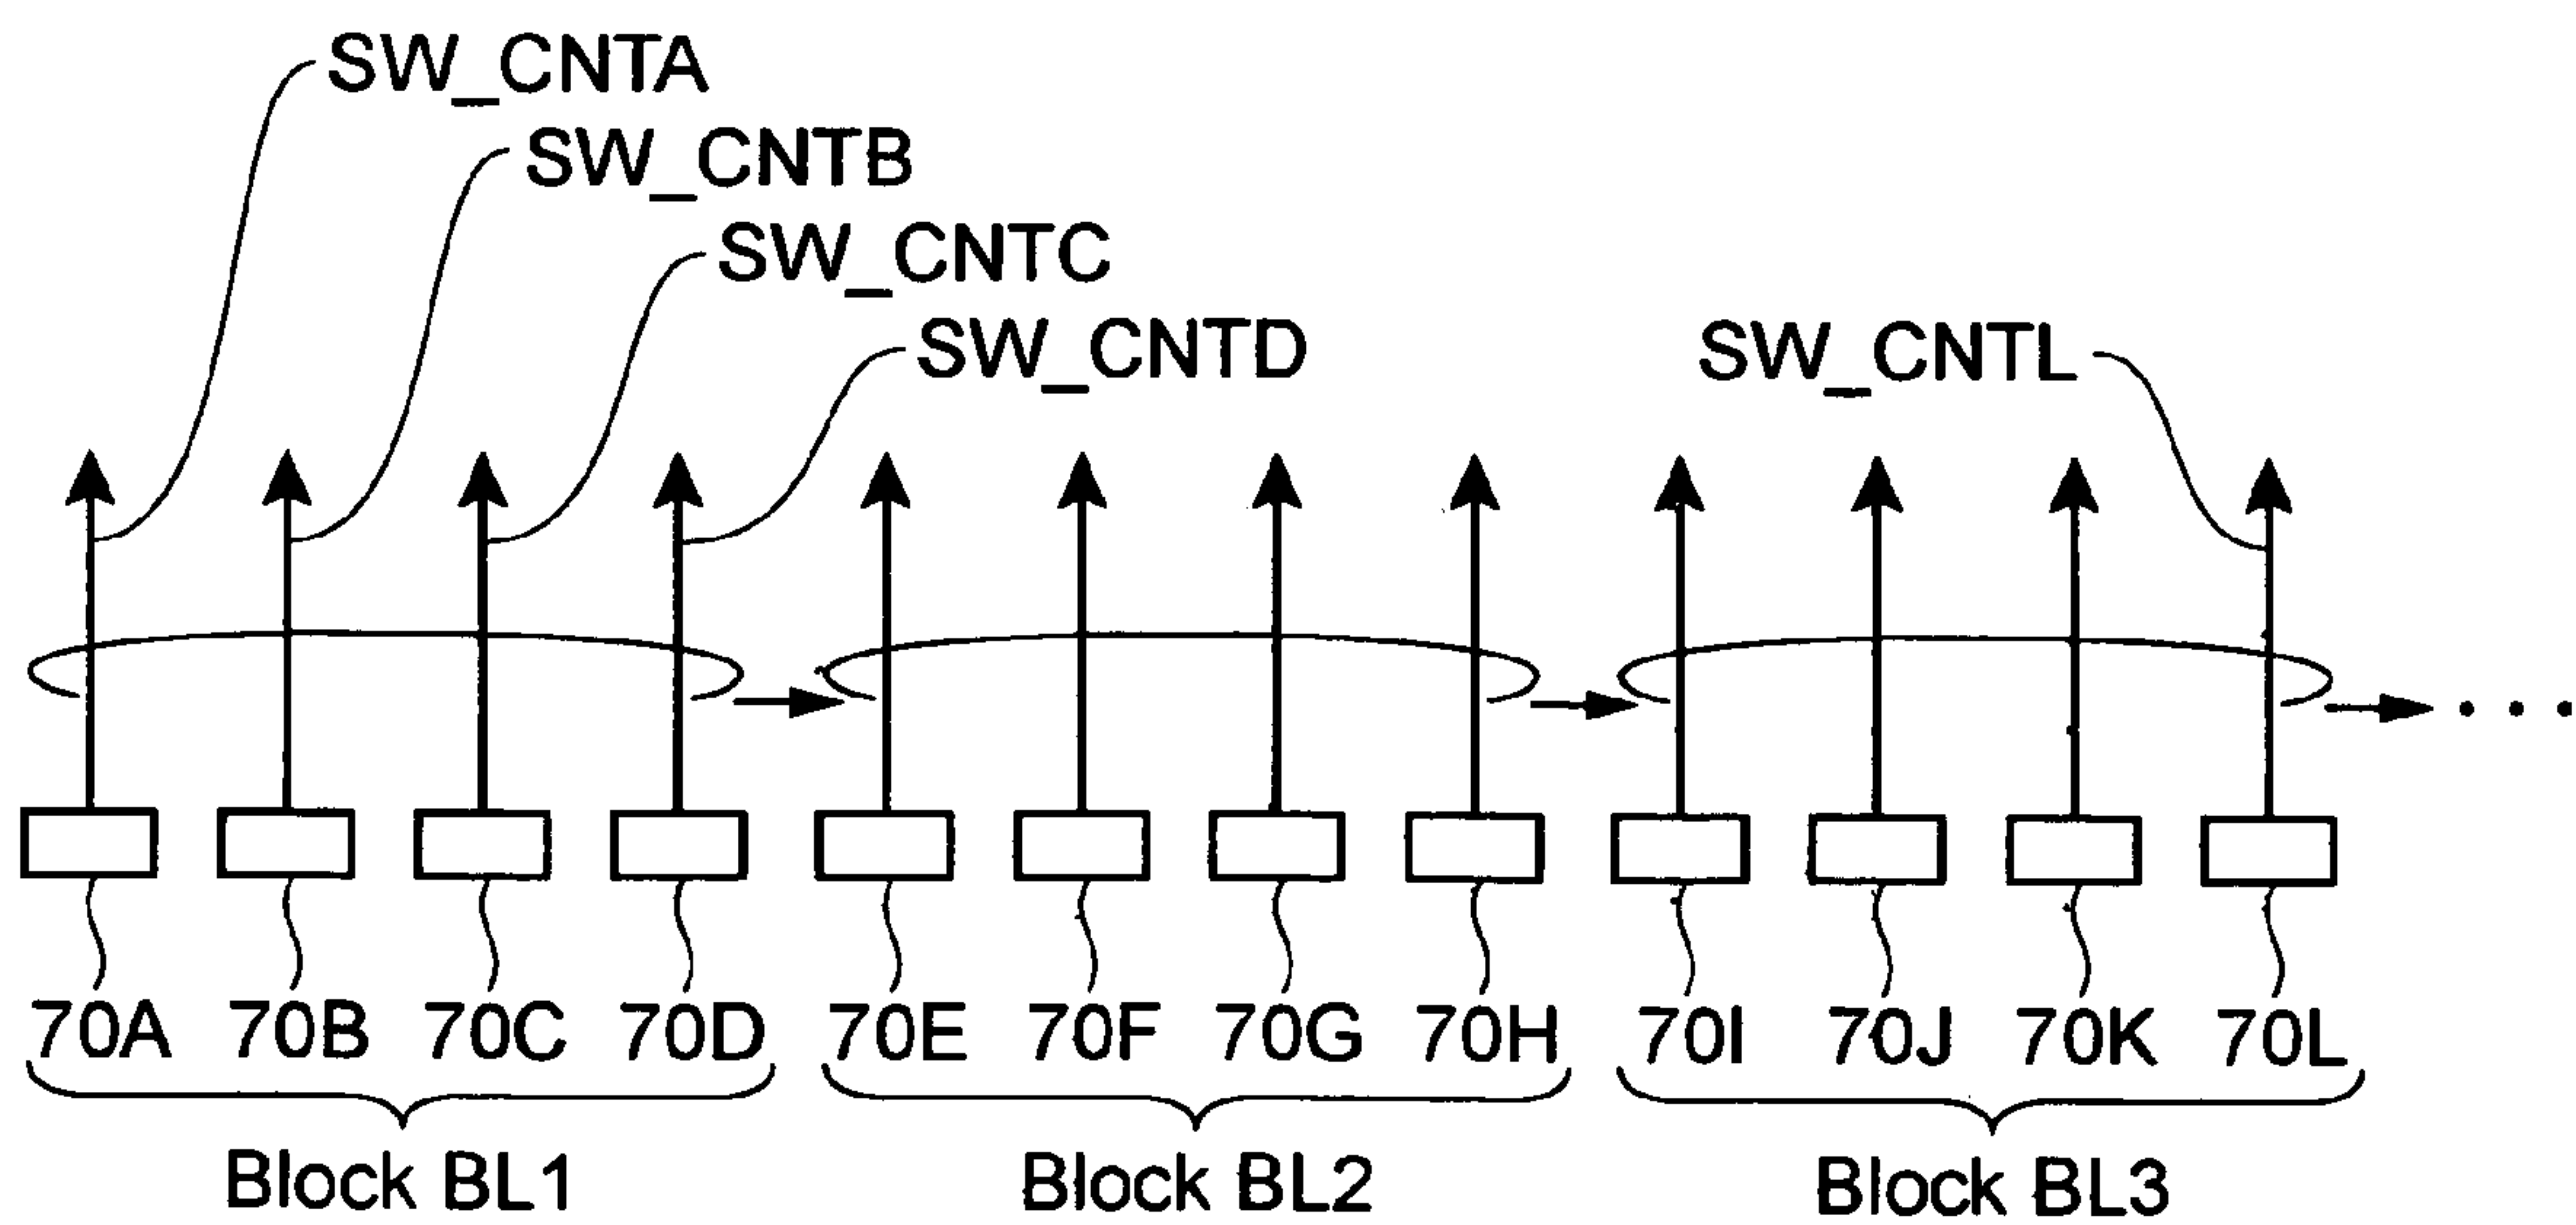 SW_CNTA
SW_CNTB
SW_CNTC
SW_CNTD
SW_CNTL
70A 70B 70C 70D 70E 70F 70G 70H 70I 70J 70K 70L
Block BL1 Block BL2 Block BL3